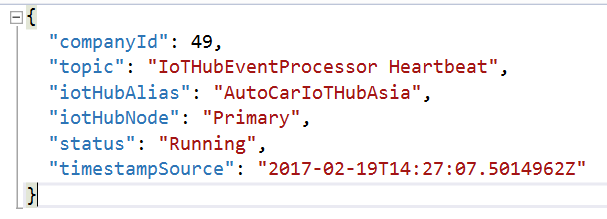 {
"companyId": 49,
"topic": "IoTHubEventProcessor Heartbeat",
"iotHubAlias": "AutoCarIoTHubAsia",
"iotHubNode": "Primary",
"status": "Running",
"timestampSource": "2017-02-19T14:27:07.5014962Z"
}